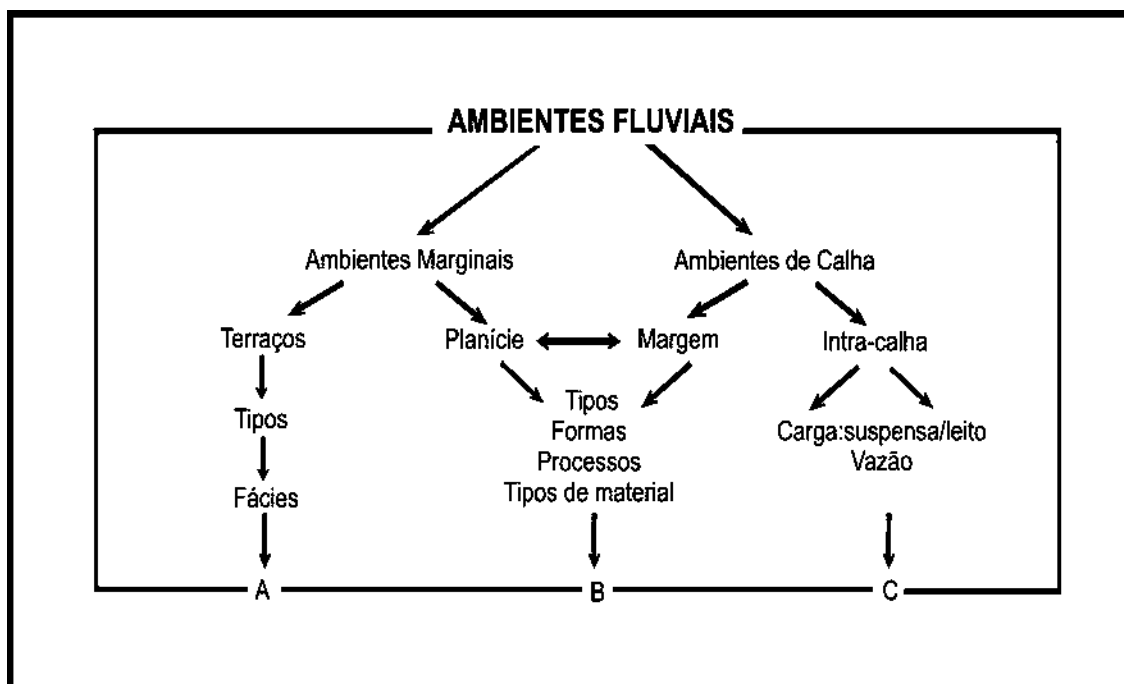 AMBIENTES FLUVIAIS
Ambientes Marginais
Ambientes de Calha
Terraços
Planície
Margem
Intra-calha
Tipos
Fácies
Tipos
Formas
Processos
Tipos de material
Carga:suspensa/leito
Vazão
A
B
C